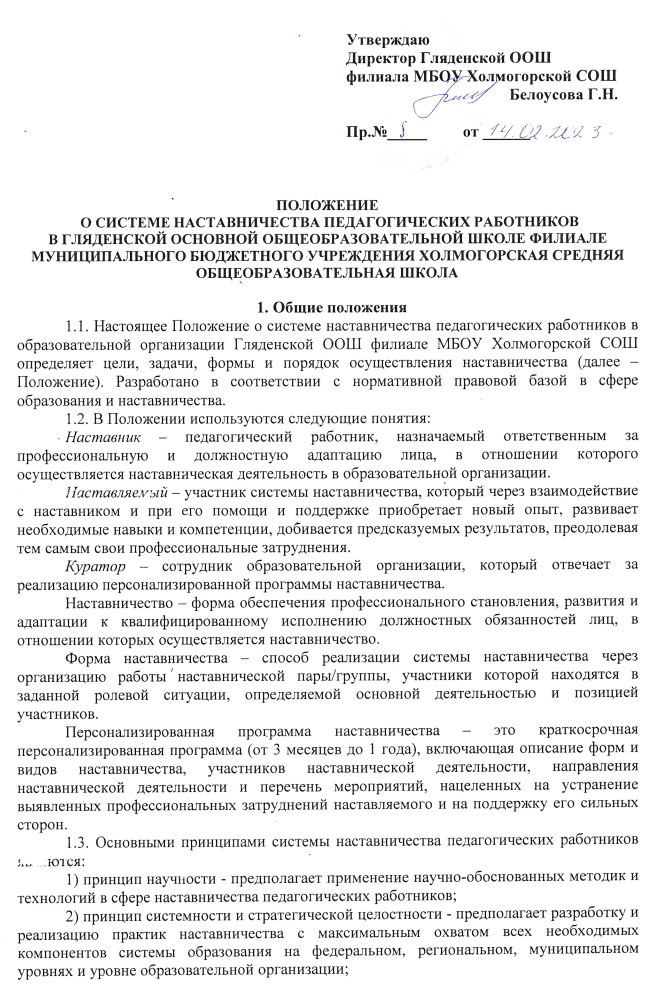 Утверждаю
Директор Гляденской ООШ
филиала МБОУ Холмогорской СОШ
Белоусова Г.Н.
Пр.№ 8 от 14.02.2023
ПОЛОЖЕНИЕ
О СИСТЕМЕ НАСТАВНИЧЕСТВА ПЕДАГОГИЧЕСКИХ РАБОТНИКОВ
В ГЛЯДЕНСКОЙ ОСНОВНОЙ ОБЩЕОБРАЗОВАТЕЛЬНОЙ ШКОЛЕ ФИЛИАЛЕ
МУНИЦИПАЛЬНОГО БЮДЖЕТНОГО УЧРЕЖДЕНИЯ ХОЛМОГОРСКАЯ СРЕДНЯЯ
ОБЩЕОБРАЗОВАТЕЛЬНАЯ ШКОЛА
1. Общие положения
1.1. Настоящее Положение о системе наставничества педагогических работников в
образовательной организации Гляденской ООШ филиале МБОУ Холмогорской СОШ
определяет цели, задачи, формы и порядок осуществления наставничества (далее –
Положение). Разработано в соответствии с нормативной правовой базой в сфере
образования и наставничества.
1.2. В Положении используются следующие понятия:
Наставник – педагогический работник, назначаемый ответственным за
профессиональную и должностную адаптацию лица, в отношении которого
осуществляется наставническая деятельность в образовательной организации.
Наставляемый – участник системы наставничества, который через взаимодействие
с наставником и при его помощи и поддержке приобретает новый опыт, развивает
необходимые навыки и компетенции, добивается предсказуемых результатов, преодолевая
тем самым свои профессиональные затруднения.
Куратор – сотрудник образовательной организации, который отвечает за
реализацию персонализированной программы наставничества.
Наставничество – форма обеспечения профессионального становления, развития и
адаптации к квалифицированному исполнению должностных обязанностей лиц, в
отношении которых осуществляется наставничество.
Форма наставничества – способ реализации системы наставничества через
организацию работы наставнической пары/группы, участники которой находятся в
заданной ролевой ситуации, определяемой основной деятельностью и позицией
участников.
Персонализированная программа наставничества – это краткосрочная
персонализированная программа (от 3 месяцев до 1 года), включающая описание форм и
видов наставничества, участников наставнической деятельности, направления
наставнической деятельности и перечень мероприятий, нацеленных на устранение
выявленных профессиональных затруднений наставляемого и на поддержку его сильных
сторон.
1.3. Основными принципами системы наставничества педагогических работников
являются:
1) принцип научности - предполагает применение научно-обоснованных методик и
технологий в сфере наставничества педагогических работников;
2) принцип системности и стратегической целостности - предполагает разработку и
реализацию практик наставничества с максимальным охватом всех необходимых
компонентов системы образования на федеральном, региональном, муниципальном
уровнях и уровне образовательной организации;